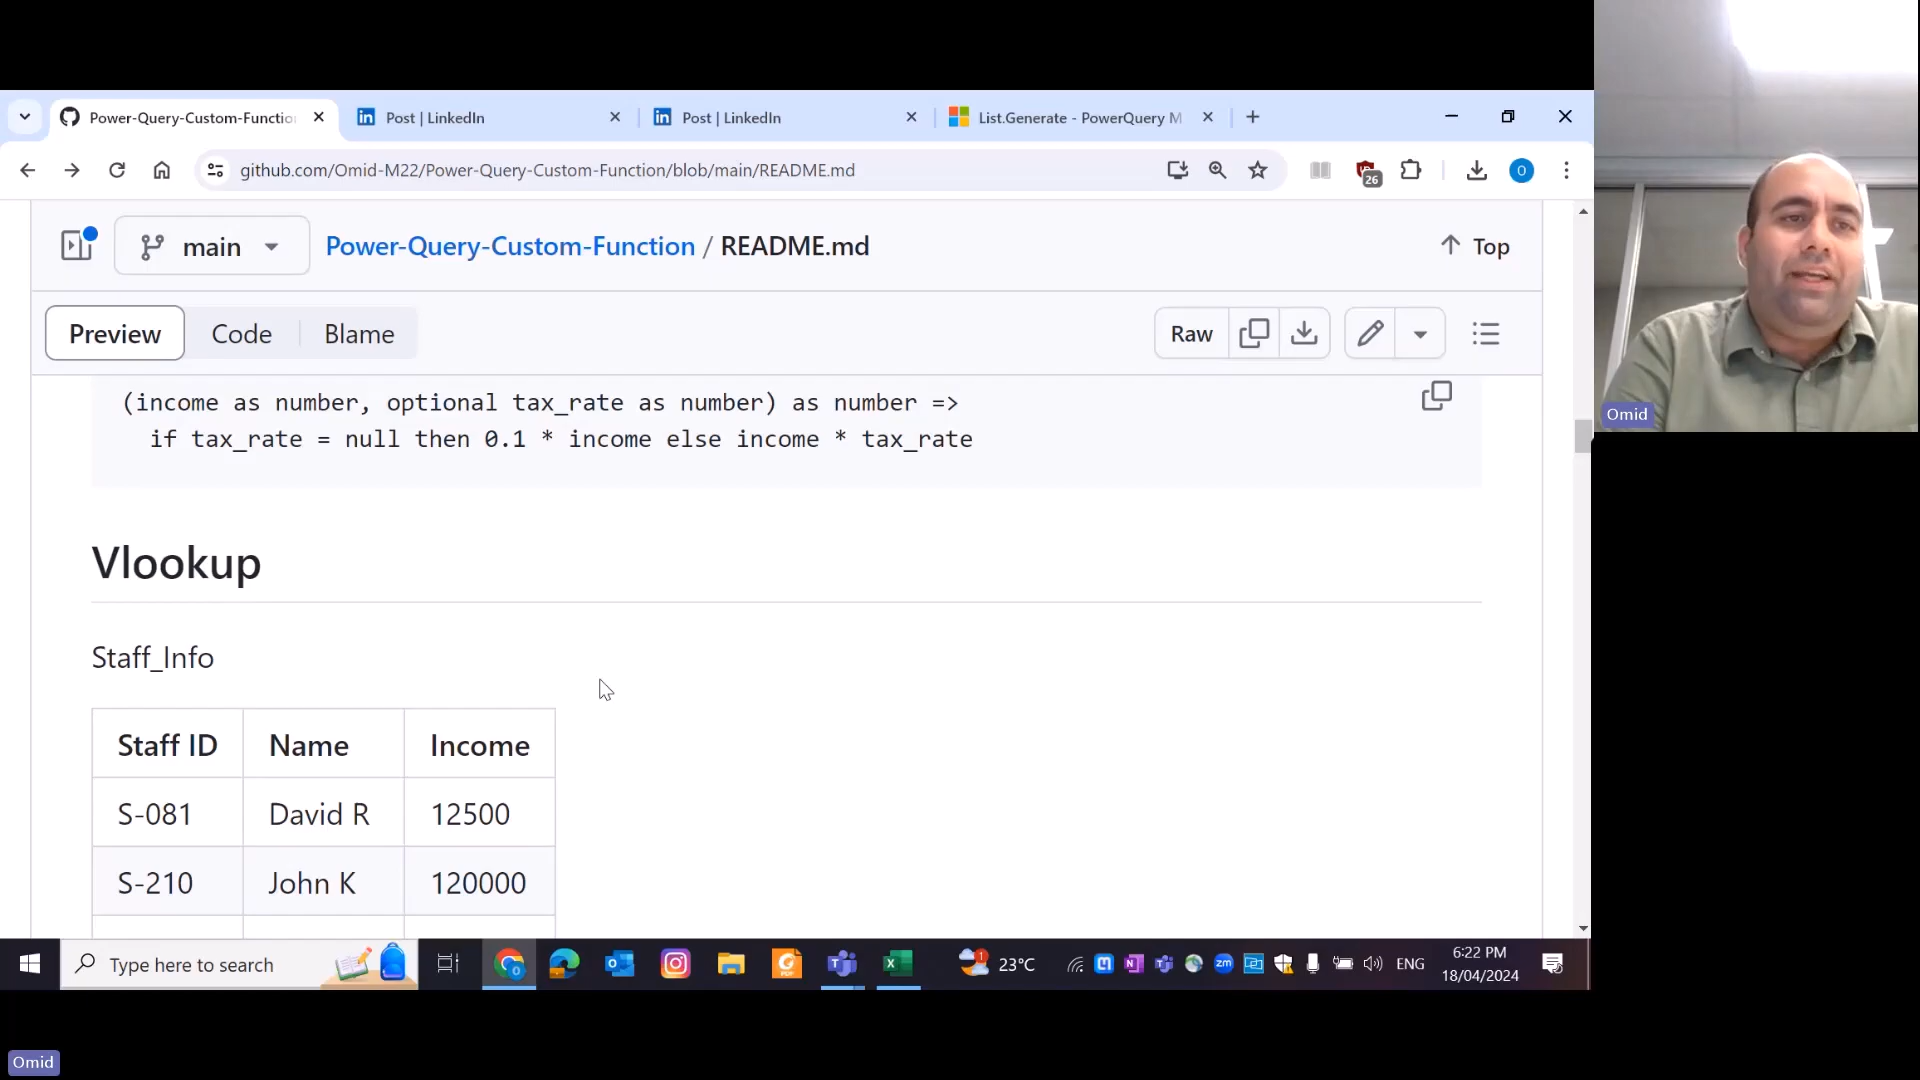 Power-Query-Custom-Functio
Post | LinkedIn
Post | LinkedIn
List.Generate - PowerQuery M
github.com/Omid-M22/Power-Query-Custom-Function/blob/main/README.md
26
O
main
Power-Query-Custom-Function / README.md
Top
Preview
Code
Blame
Raw
(income as number, optional tax_rate as number) as number =>
if tax_rate = null then 0.1 * income else income * tax_rate
Vlookup
Staff_Info
Staff ID Name Income
S-081 David R 12500
S-210 John K 120000
Omid
Type here to search
1
23°C
zm
ENG
6:22 PM
18/04/2024
Omid